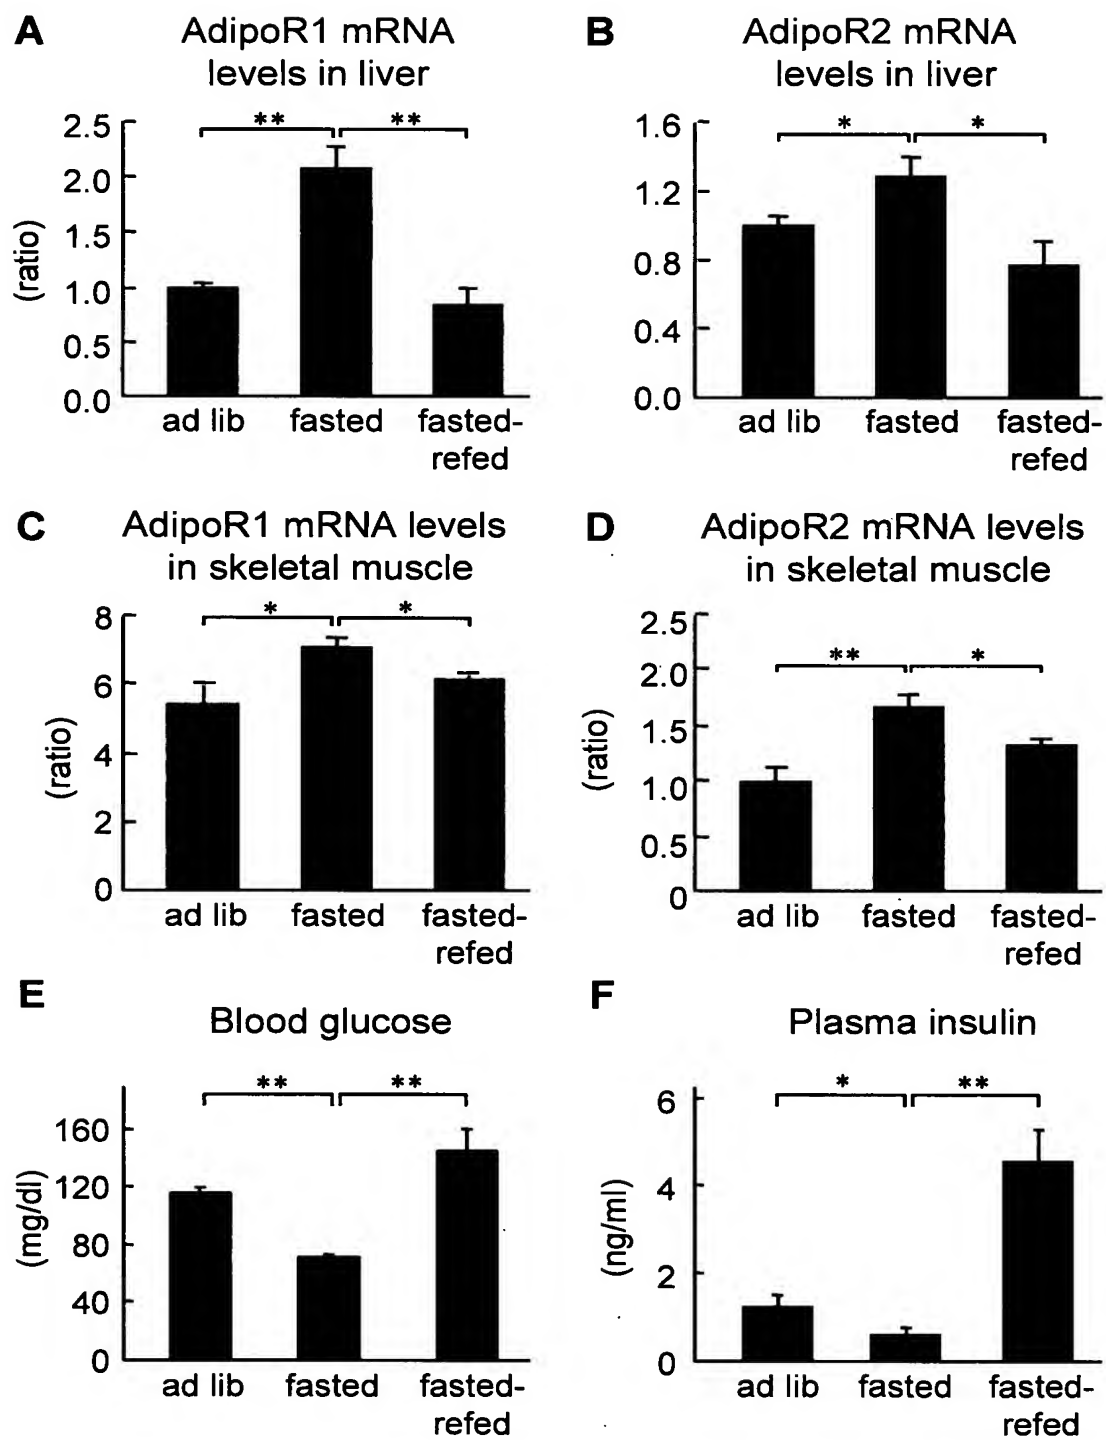 A
AdipoR1 mRNA
levels in liver
**
**
2.5
2.0
1.5
1.0
0.5
0.0
(ratio)
ad lib
fasted
fasted-
refed
B
AdipoR2 mRNA
levels in liver
*
*
1.6
1.2
0.8
0.4
0.0
ad lib
fasted
fasted-
refed
C
AdipoR1 mRNA levels
in skeletal muscle
*
*
8
6
4
2
0
(ratio)
ad lib
fasted
fasted-
refed
D
AdipoR2 mRNA levels
in skeletal muscle
**
*
2.5
2.0
1.5
1.0
0.5
0
(ratio)
ad lib
fasted
fasted-
refed
E
Blood glucose
**
**
160
120
80
40
0
(mg/dl)
ad lib
fasted
fasted-
refed
F
Plasma insulin
*
**
6
4
2
0
(ng/ml)
ad lib
fasted
fasted-
refed